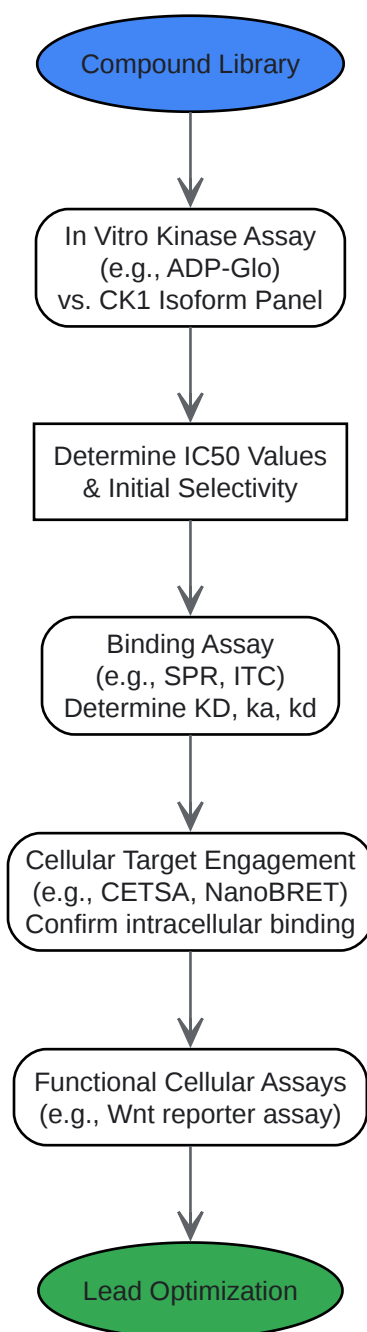 Compound Library
In Vitro Kinase Assay
(e.g., ADP-Glo)
vs. CK1 Isoform Panel
Determine IC50 Values
& Initial Selectivity
Binding Assay
(e.g., SPR, ITC)
Determine KD, ka, kd
Cellular Target Engagement
(e.g., CETSA, NanoBRET)
Confirm intracellular binding
Functional Cellular Assays
(e.g., Wnt reporter assay)
Lead Optimization